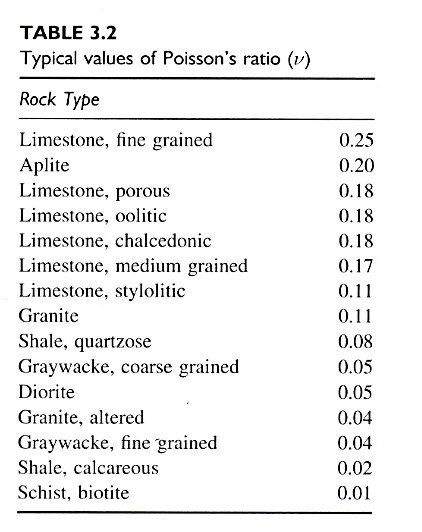 TABLE 3.2
Typical values of Poisson's ratio (ν)
Rock Type
Limestone, fine grained 0.25
Aplite 0.20
Limestone, porous 0.18
Limestone, oolitic 0.18
Limestone, chalcedonic 0.18
Limestone, medium grained 0.17
Limestone, stylolitic 0.11
Granite 0.11
Shale, quartzose 0.08
Graywacke, coarse grained 0.05
Diorite 0.05
Granite, altered 0.04
Graywacke, fine grained 0.04
Shale, calcareous 0.02
Schist, biotite 0.01